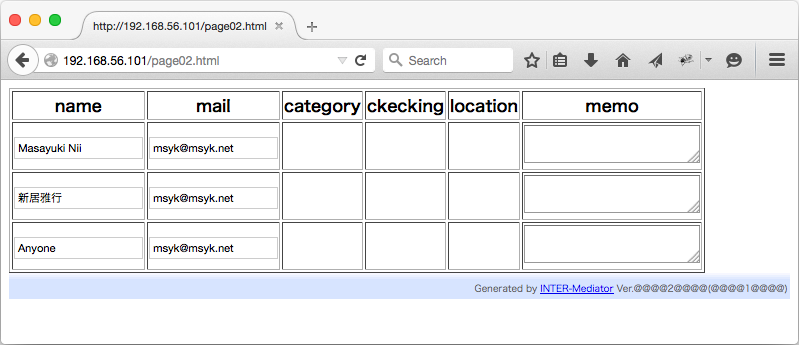 http://192.168.56.101/page02.html
192.168.56.101/page02.html Search
name mail category ckecking location memo
Masayuki Nii msyk@msyk.net
新居雅行 msyk@msyk.net
Anyone msyk@msyk.net
Generated by INTER-Mediator Ver.@@@@2@@@@(@@@@1@@@@)